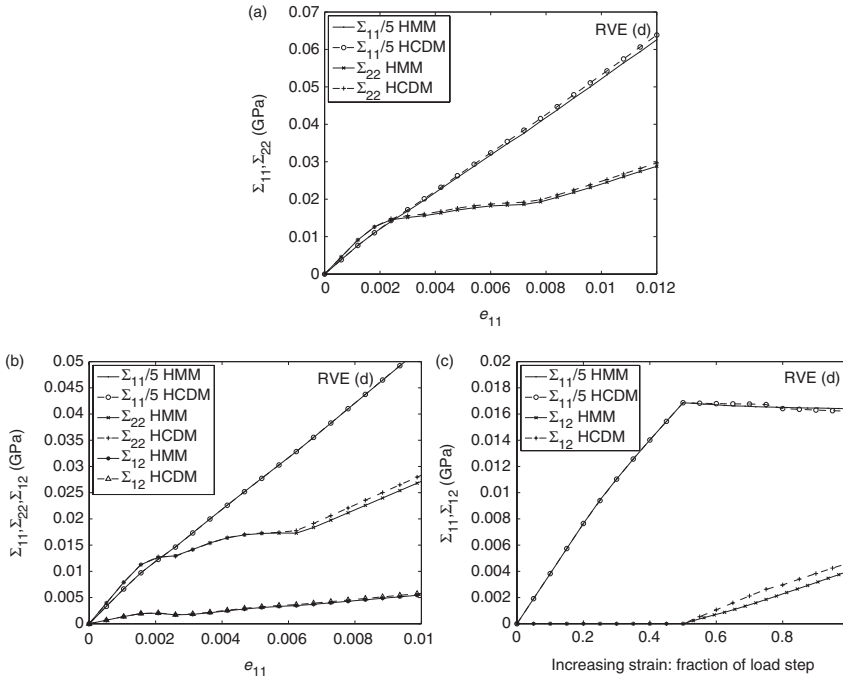 (a)
Σ11/5 HMM
Σ11/5 HCDM
Σ22 HMM
Σ22 HCDM
RVE (d)
0.07
0.06
0.05
0.04
0.03
0.02
0.01
0
Σ11,Σ22 (GPa)
0 0.002 0.004 0.006 0.008 0.01 0.012
e11
(b)
Σ11/5 HMM
Σ11/5 HCDM
Σ22 HMM
Σ22 HCDM
Σ12 HMM
Σ12 HCDM
RVE (d)
0.05
0.045
0.04
0.035
0.03
0.025
0.02
0.015
0.01
0.005
0
Σ11,Σ22,Σ12 (GPa)
0 0.002 0.004 0.006 0.008 0.01
e11
(c)
Σ11/5 HMM
Σ11/5 HCDM
Σ12 HMM
Σ12 HCDM
RVE (d)
0.02
0.018
0.016
0.014
0.012
0.01
0.008
0.006
0.004
0.002
0
Σ11,Σ12 (GPa)
0 0.2 0.4 0.6 0.8
Increasing strain: fraction of load step